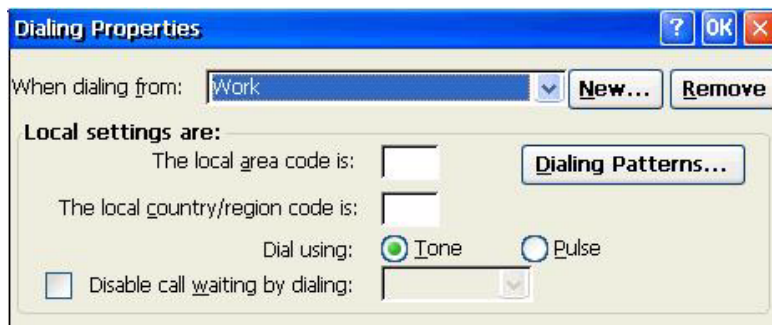 Dialing Properties ? OK ×
When dialing from: Work New... Remove
Local settings are:
The local area code is: Dialing Patterns...
The local country/region code is:
Dial using: Tone Pulse
Disable call waiting by dialing: